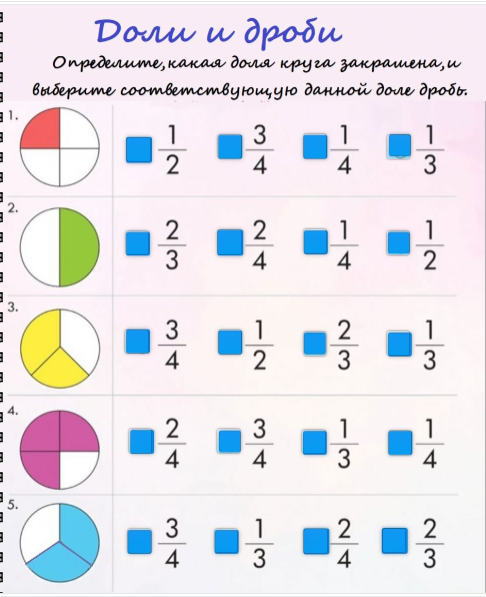 Доли и дроби
Определите,какая доля круга закрашена,и
выберите соответствующую данной доле дробь.
1. 1/2 3/4 1/4 1/3
2. 2/3 2/4 1/4 1/2
3. 3/4 1/2 2/3 1/3
4. 2/4 3/4 1/3 1/4
5. 3/4 1/3 2/4 2/3